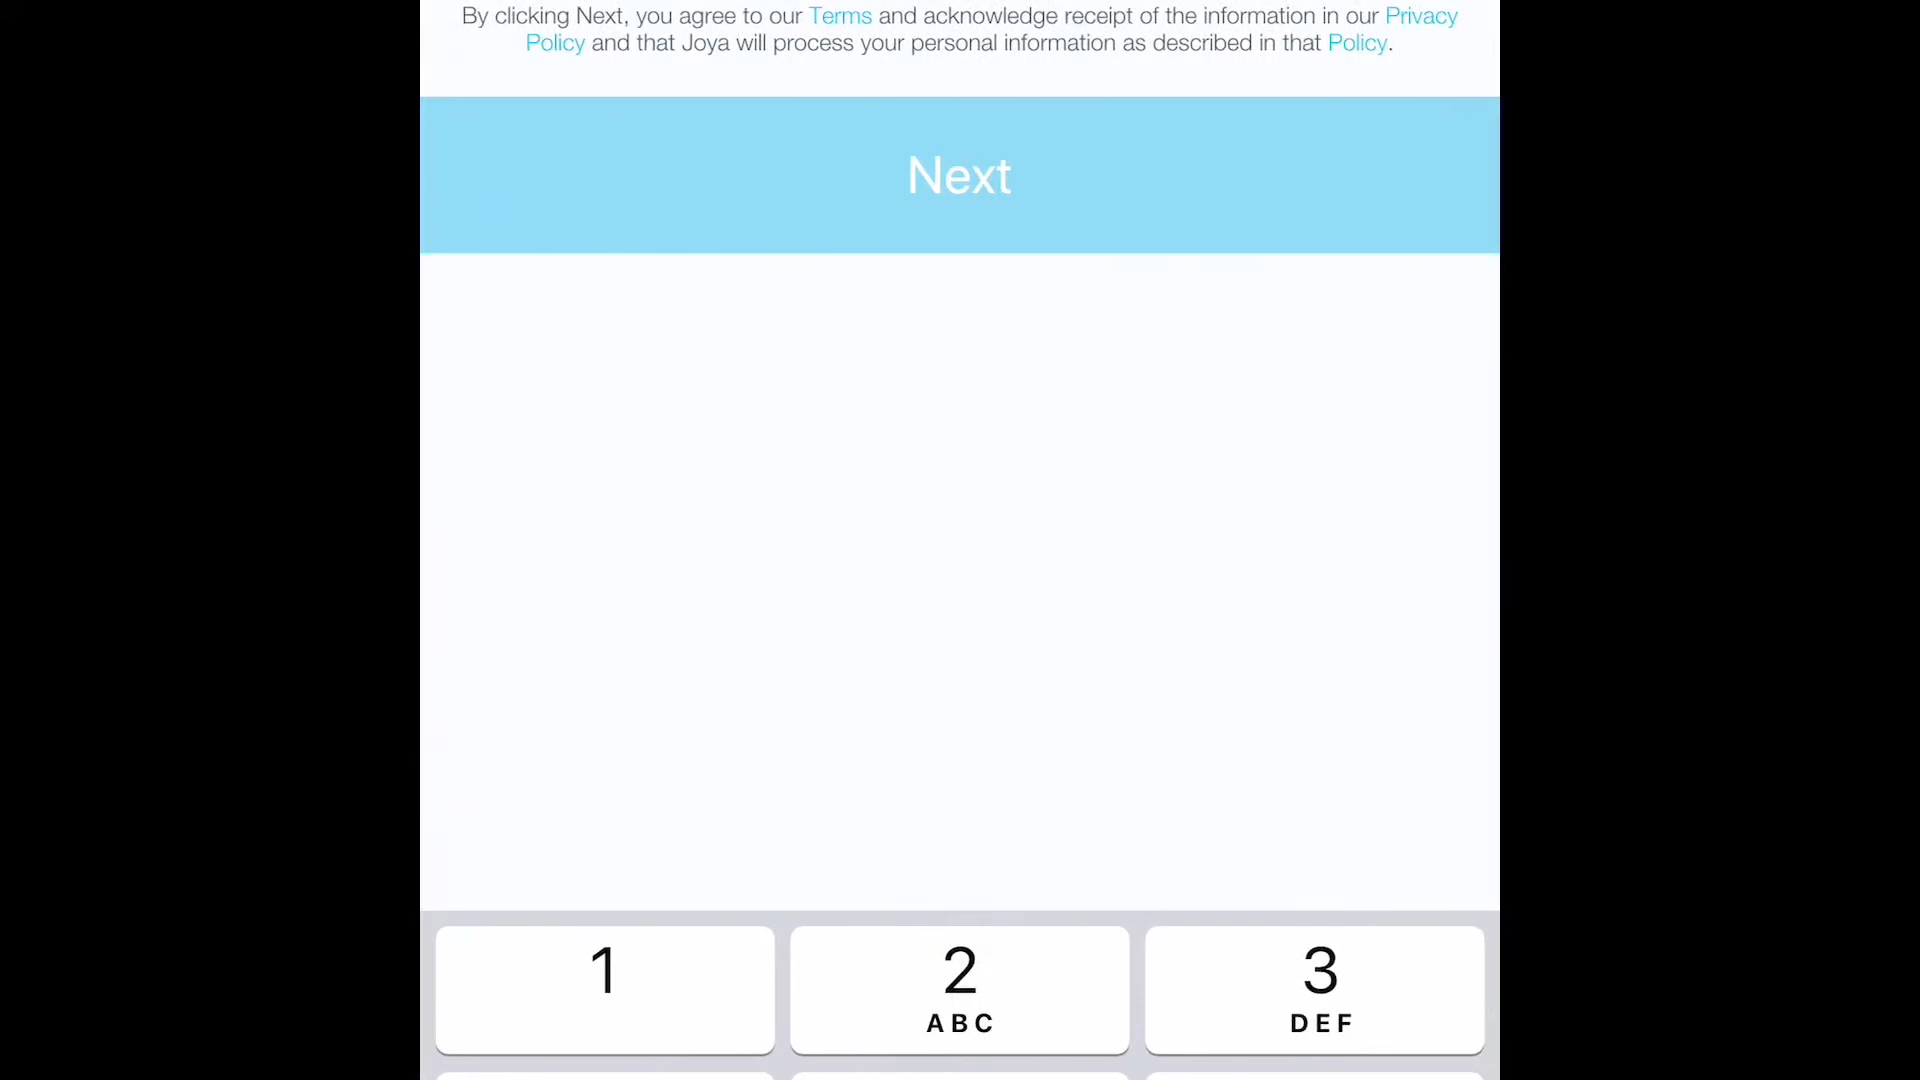 By clicking Next, you agree to our Terms and acknowledge receipt of the information in our Privacy
Policy and that Joya will process your personal information as described in that Policy.
Next
1 2 3
ABC DEF